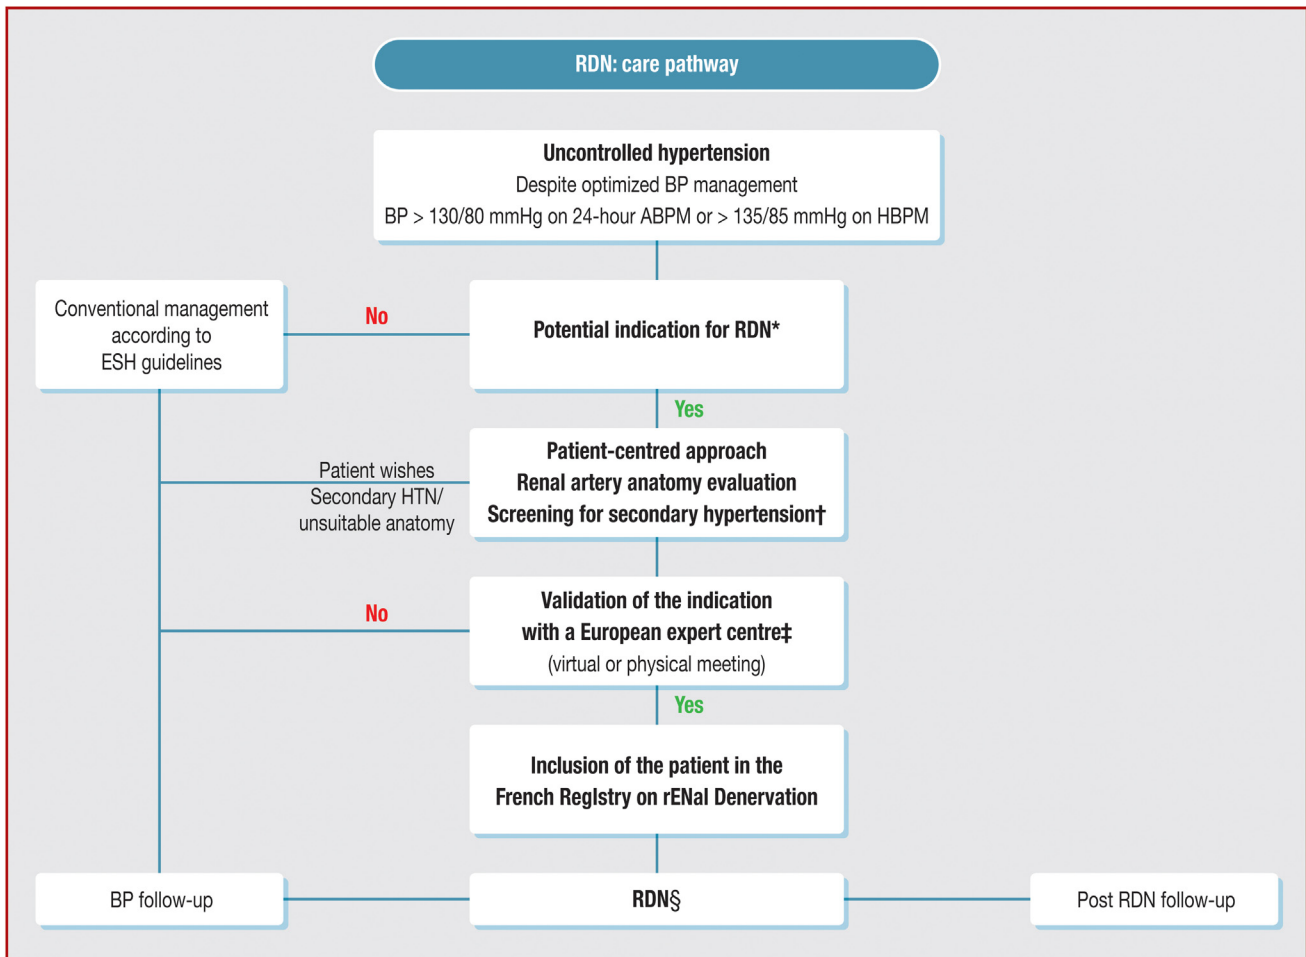 RDN: care pathway
Uncontrolled hypertension
Despite optimized BP management
BP > 130/80 mmHg on 24-hour ABPM or > 135/85 mmHg on HBPM
Conventional management
according to
ESH guidelines
No
Potential indication for RDN*
Yes
Patient-centred approach
Renal artery anatomy evaluation
Screening for secondary hypertension†
Patient wishes
Secondary HTN/
unsuitable anatomy
No
Validation of the indication
with a European expert centre‡
(virtual or physical meeting)
Yes
Inclusion of the patient in the
French Registry on rENal Denervation
BP follow-up
RDN§
Post RDN follow-up